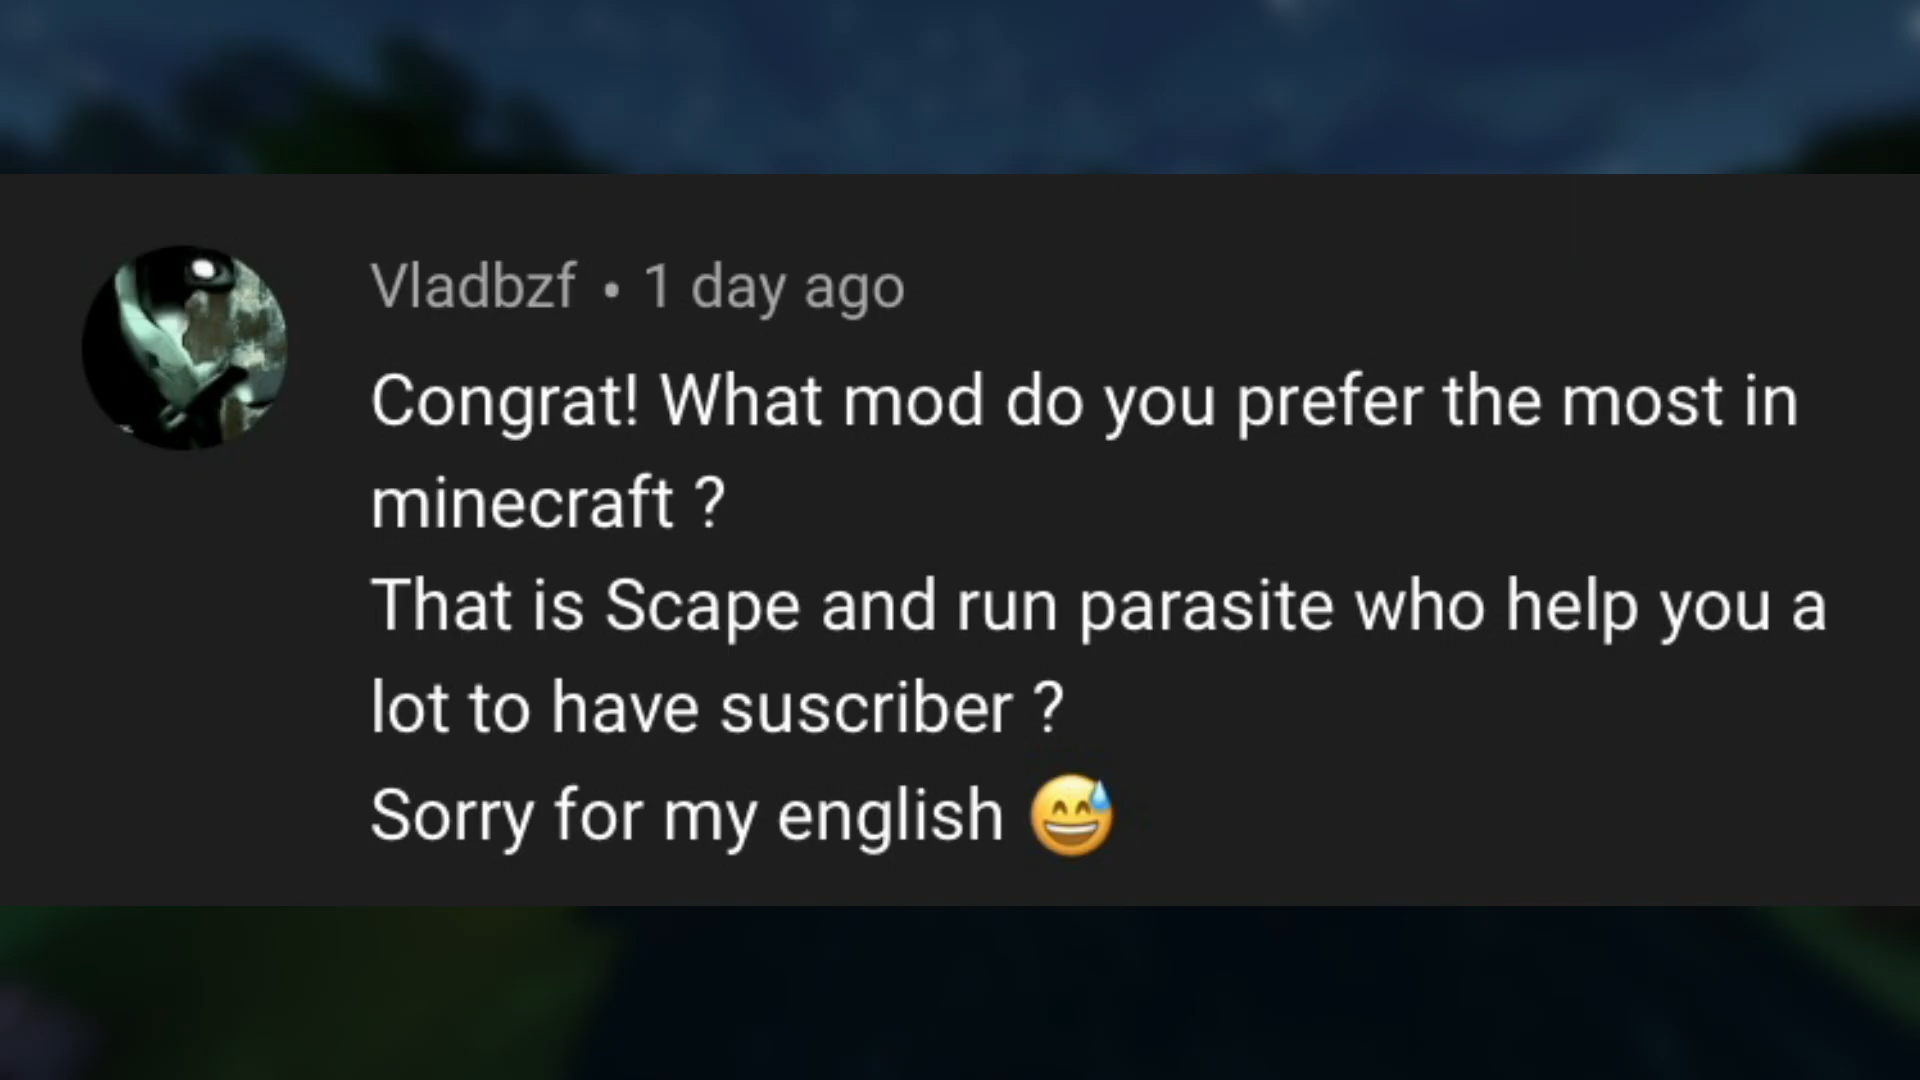 Vladbzf • 1 day ago
Congrat! What mod do you prefer the most in
minecraft ?
That is Scape and run parasite who help you a
lot to have suscriber ?
Sorry for my english 😅